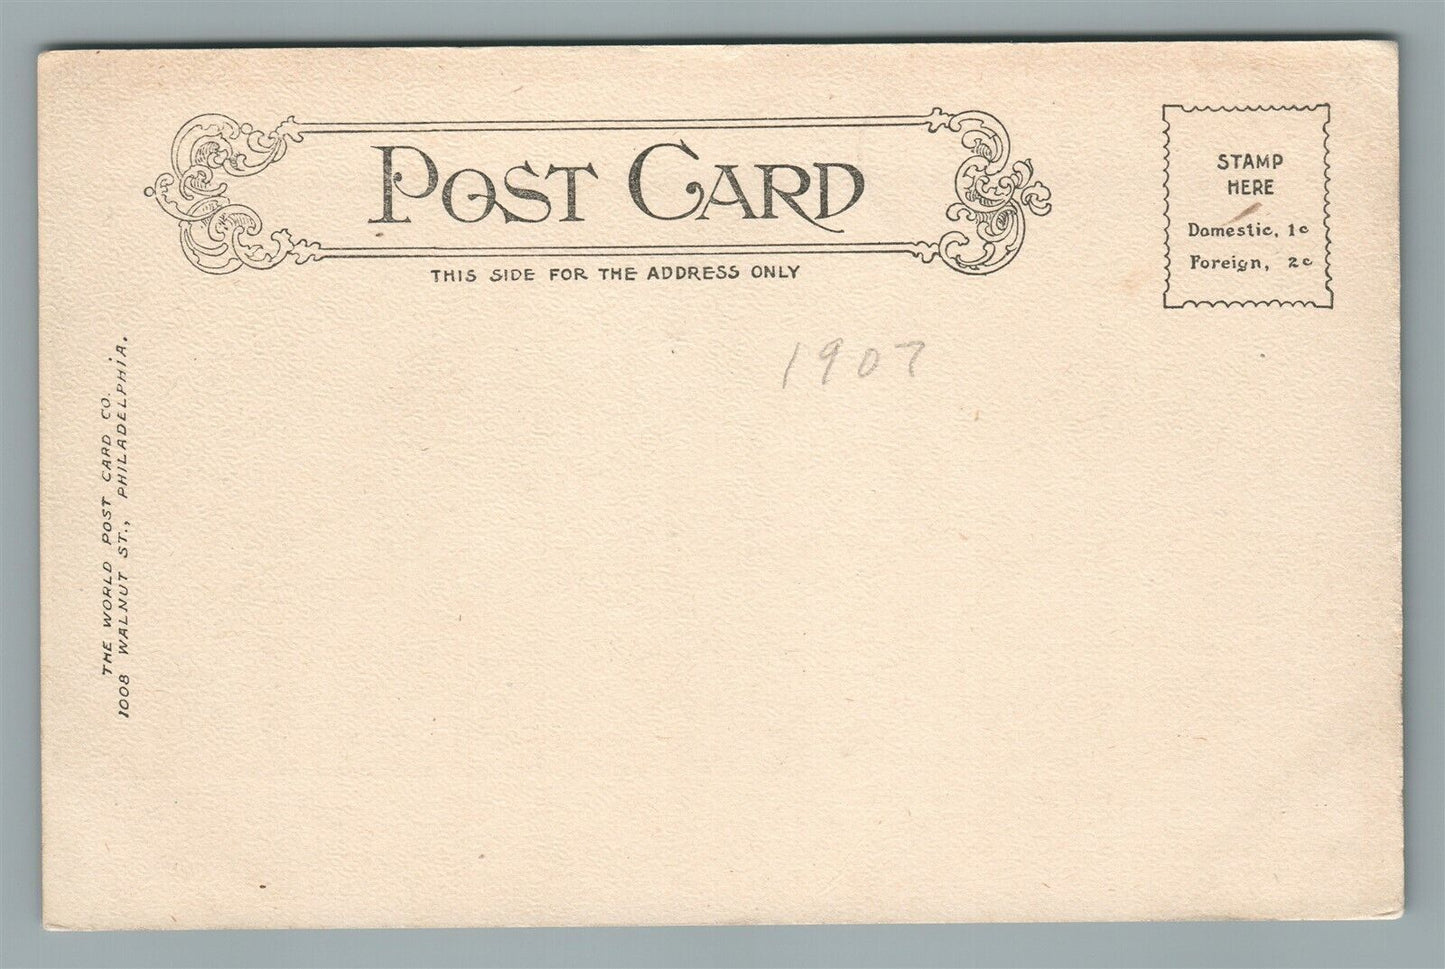 POST CARD
THIS SIDE FOR THE ADDRESS ONLY
STAMP
HERE
Domestic, 1c
Foreign, 2c
1907
THE WORLD POST CARD CO.
1008 WALNUT ST., PHILADELPHIA.